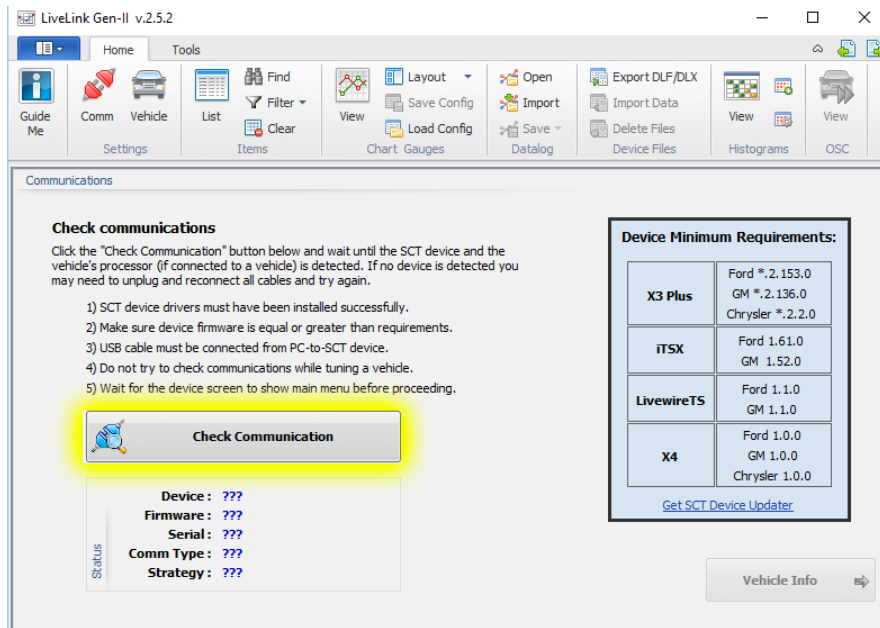 LiveLink Gen-II v.2.5.2
Home Tools
Guide Me
Comm Vehicle
Settings
List
Find
Filter
Clear
Items
View
Layout
Save Config
Load Config
Chart Gauges
Open
Import
Save
Datalog
Export DLF/DLX
Import Data
Delete Files
Device Files
View
Histograms
View
OSC
Communications
Check communications
Click the "Check Communication" button below and wait until the SCT device and the
vehicle's processor (if connected to a vehicle) is detected. If no device is detected you
may need to unplug and reconnect all cables and try again.
1) SCT device drivers must have been installed successfully.
2) Make sure device firmware is equal or greater than requirements.
3) USB cable must be connected from PC-to-SCT device.
4) Do not try to check communications while tuning a vehicle.
5) Wait for the device screen to show main menu before proceeding.
Check Communication
Status
Device : ???
Firmware : ???
Serial : ???
Comm Type : ???
Strategy : ???
Device Minimum Requirements:
X3 Plus
Ford *.2.153.0
GM *.2.136.0
Chrysler *.2.2.0
iTSX
Ford 1.61.0
GM 1.52.0
LivewireTS
Ford 1.1.0
GM 1.1.0
X4
Ford 1.0.0
GM 1.0.0
Chrysler 1.0.0
Get SCT Device Updater
Vehicle Info